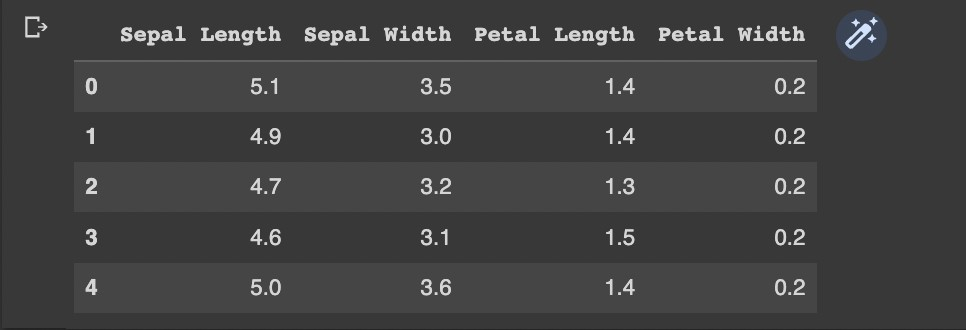 Sepal Length Sepal Width Petal Length Petal Width
0 5.1 3.5 1.4 0.2
1 4.9 3.0 1.4 0.2
2 4.7 3.2 1.3 0.2
3 4.6 3.1 1.5 0.2
4 5.0 3.6 1.4 0.2